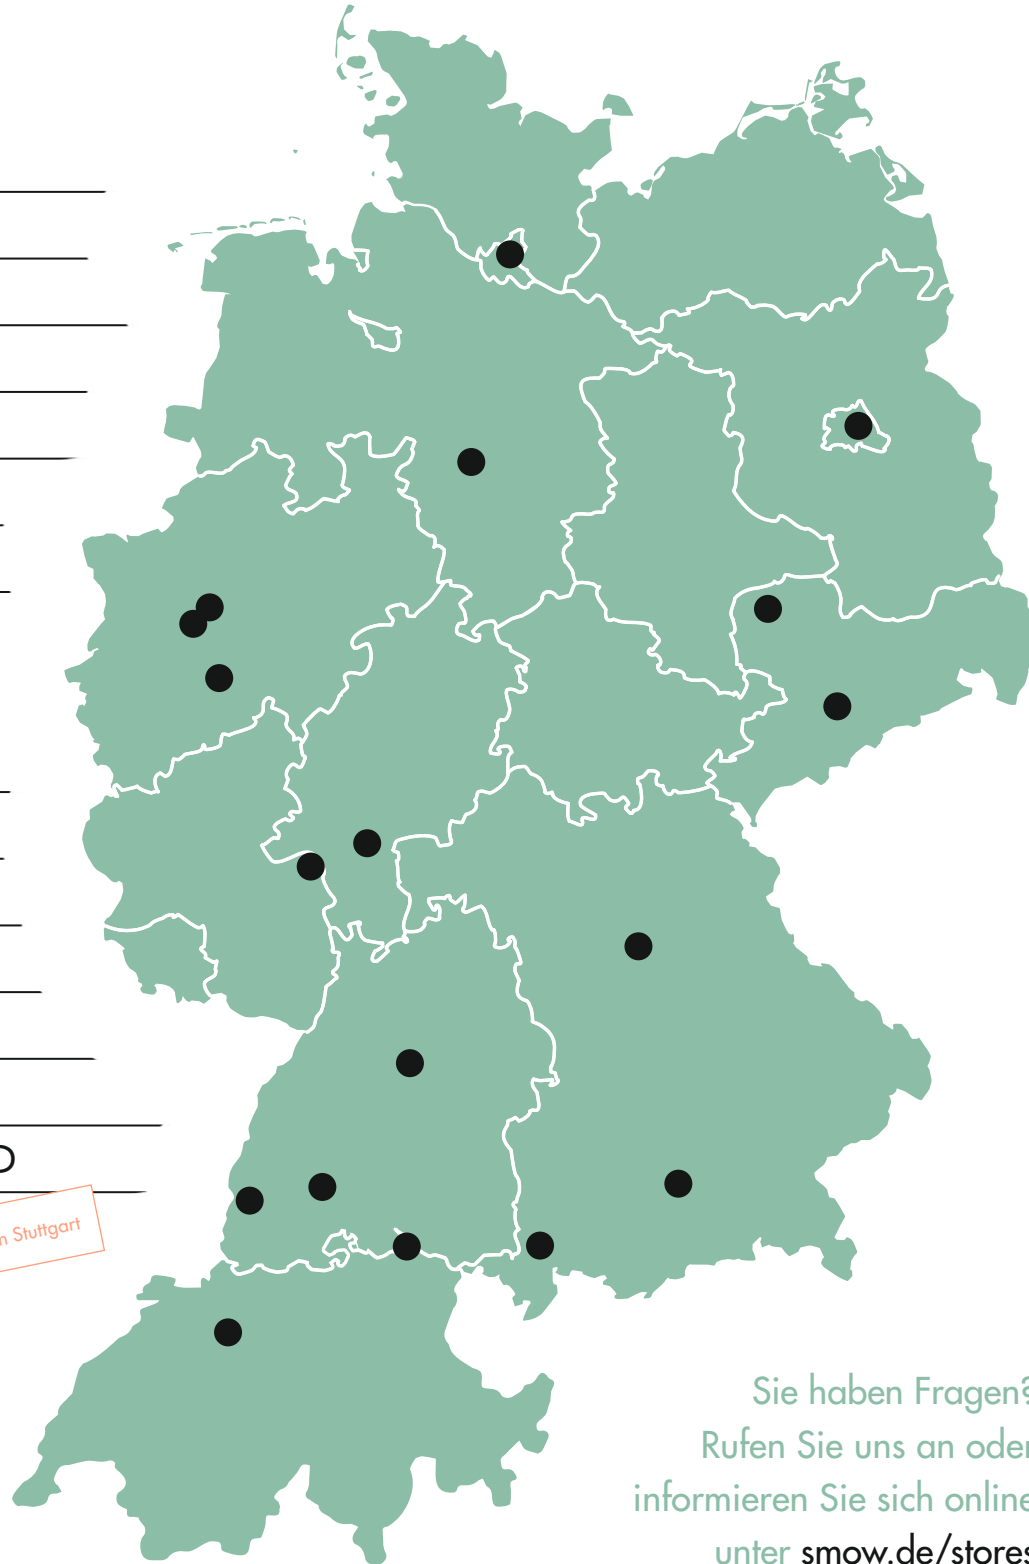 n Stuttgart
Sie haben Fragen?
Rufen Sie uns an oder
informieren Sie sich online
unter smow.de/stores